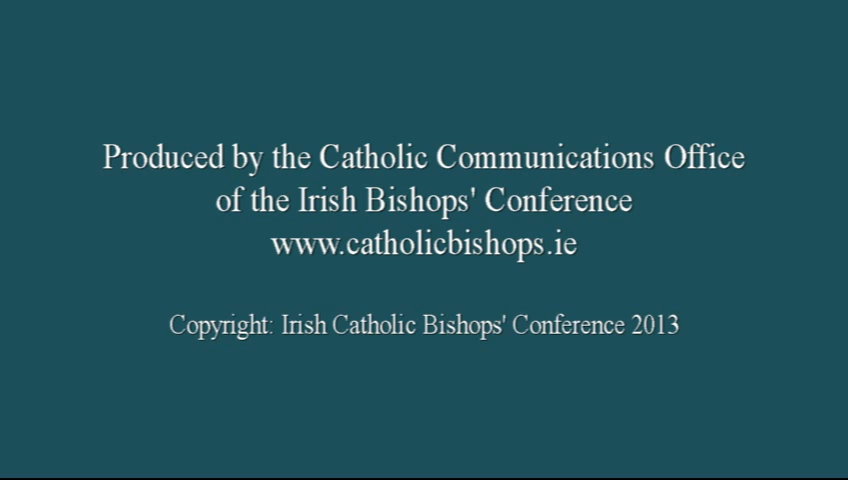 Produced by the Catholic Communications Office
of the Irish Bishops' Conference
www.catholicbishops.ie
Copyright: Irish Catholic Bishops' Conference 2013